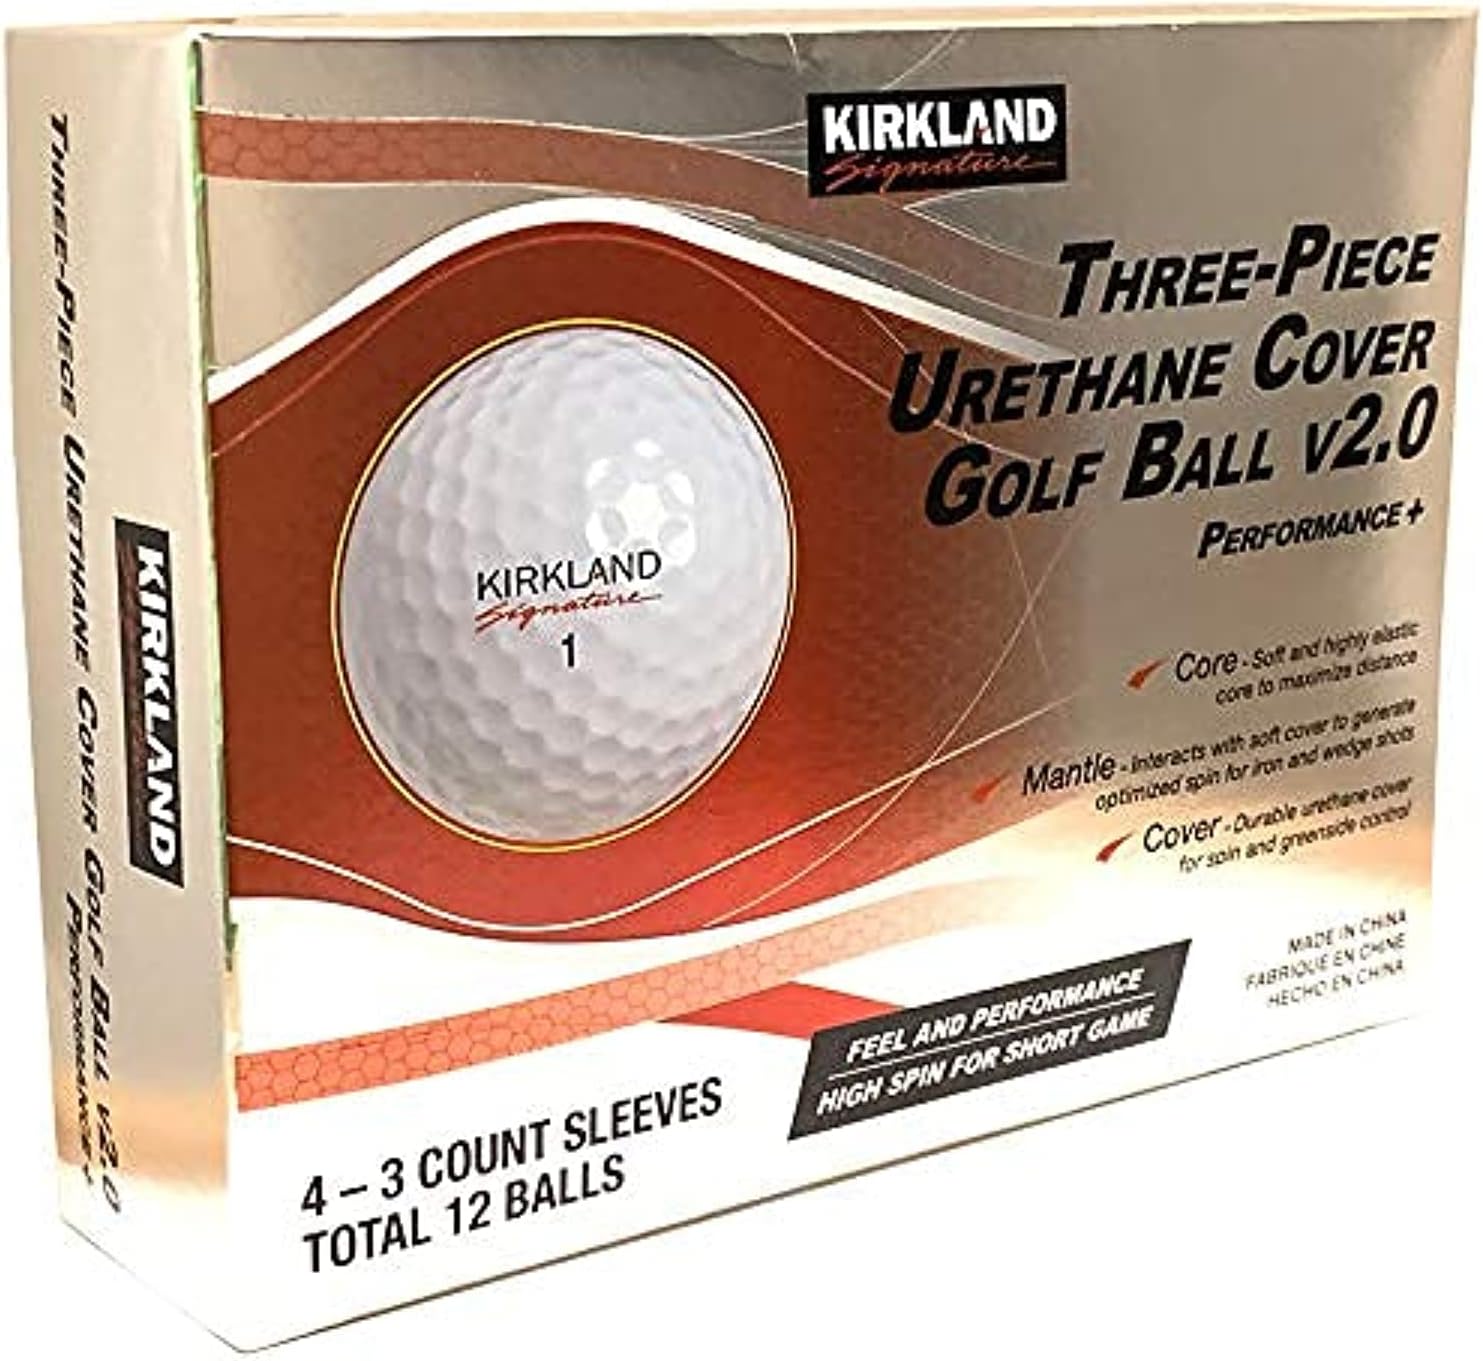 KIRKLAND
Signature
THREE-PIECE
URETHANE COVER
GOLF BALL V2.0
PERFORMANCE+
KIRKLAND
Signature
1
Core - Soft and highly elastic
core to maximize distance
Mantle - Interacts with soft cover to generate
optimized spin for iron and wedge shots
Cover - Durable urethane cover
for spin and greenside control
MADE IN CHINA
FABRIQUÉ EN CHINE
HECHO EN CHINA
FEEL AND PERFORMANCE
HIGH SPIN FOR SHORT GAME
4 – 3 COUNT SLEEVES
TOTAL 12 BALLS
THREE-PIECE URETHANE COVER GOLF BALL V2.0
PERFORMANCE+
KIRKLAND